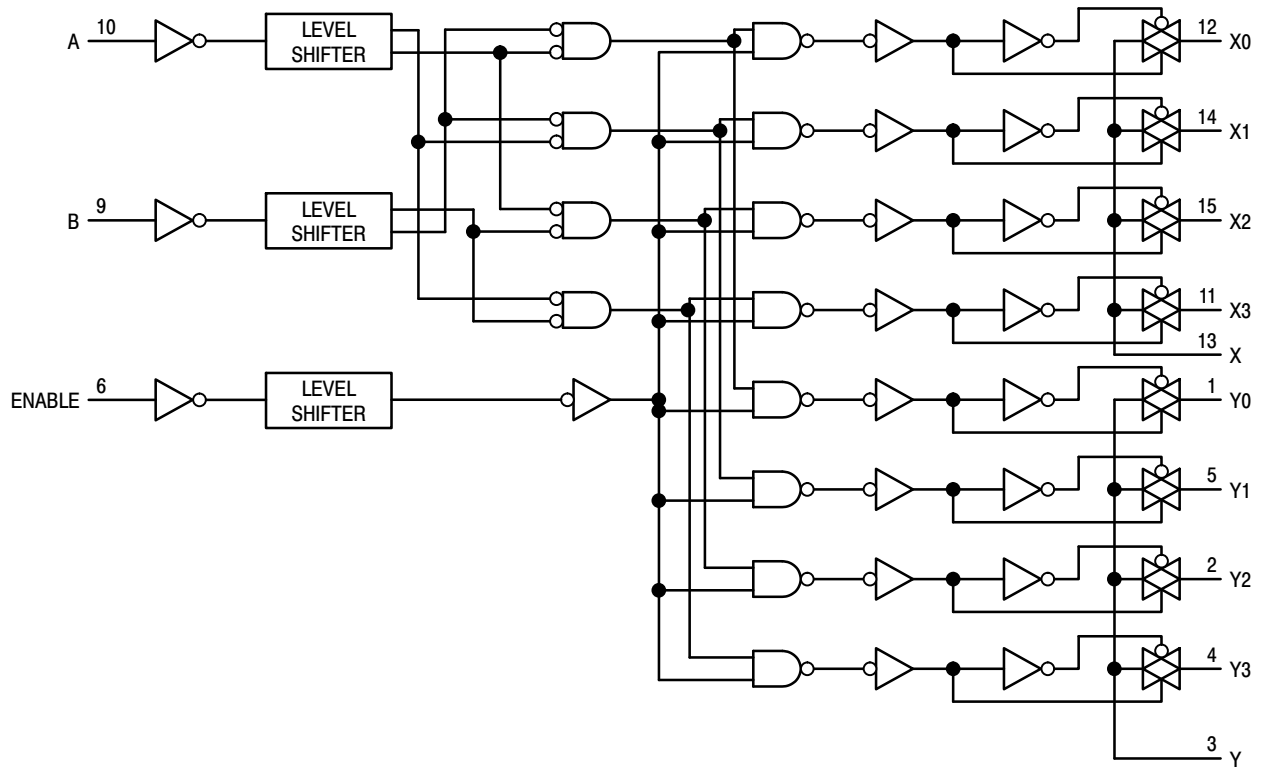 A 10 LEVEL SHIFTER 12 X0
14 X1
B 9 LEVEL SHIFTER 15 X2
11 X3
13 X
ENABLE 6 LEVEL SHIFTER 1 Y0
5 Y1
2 Y2
4 Y3
3 Y